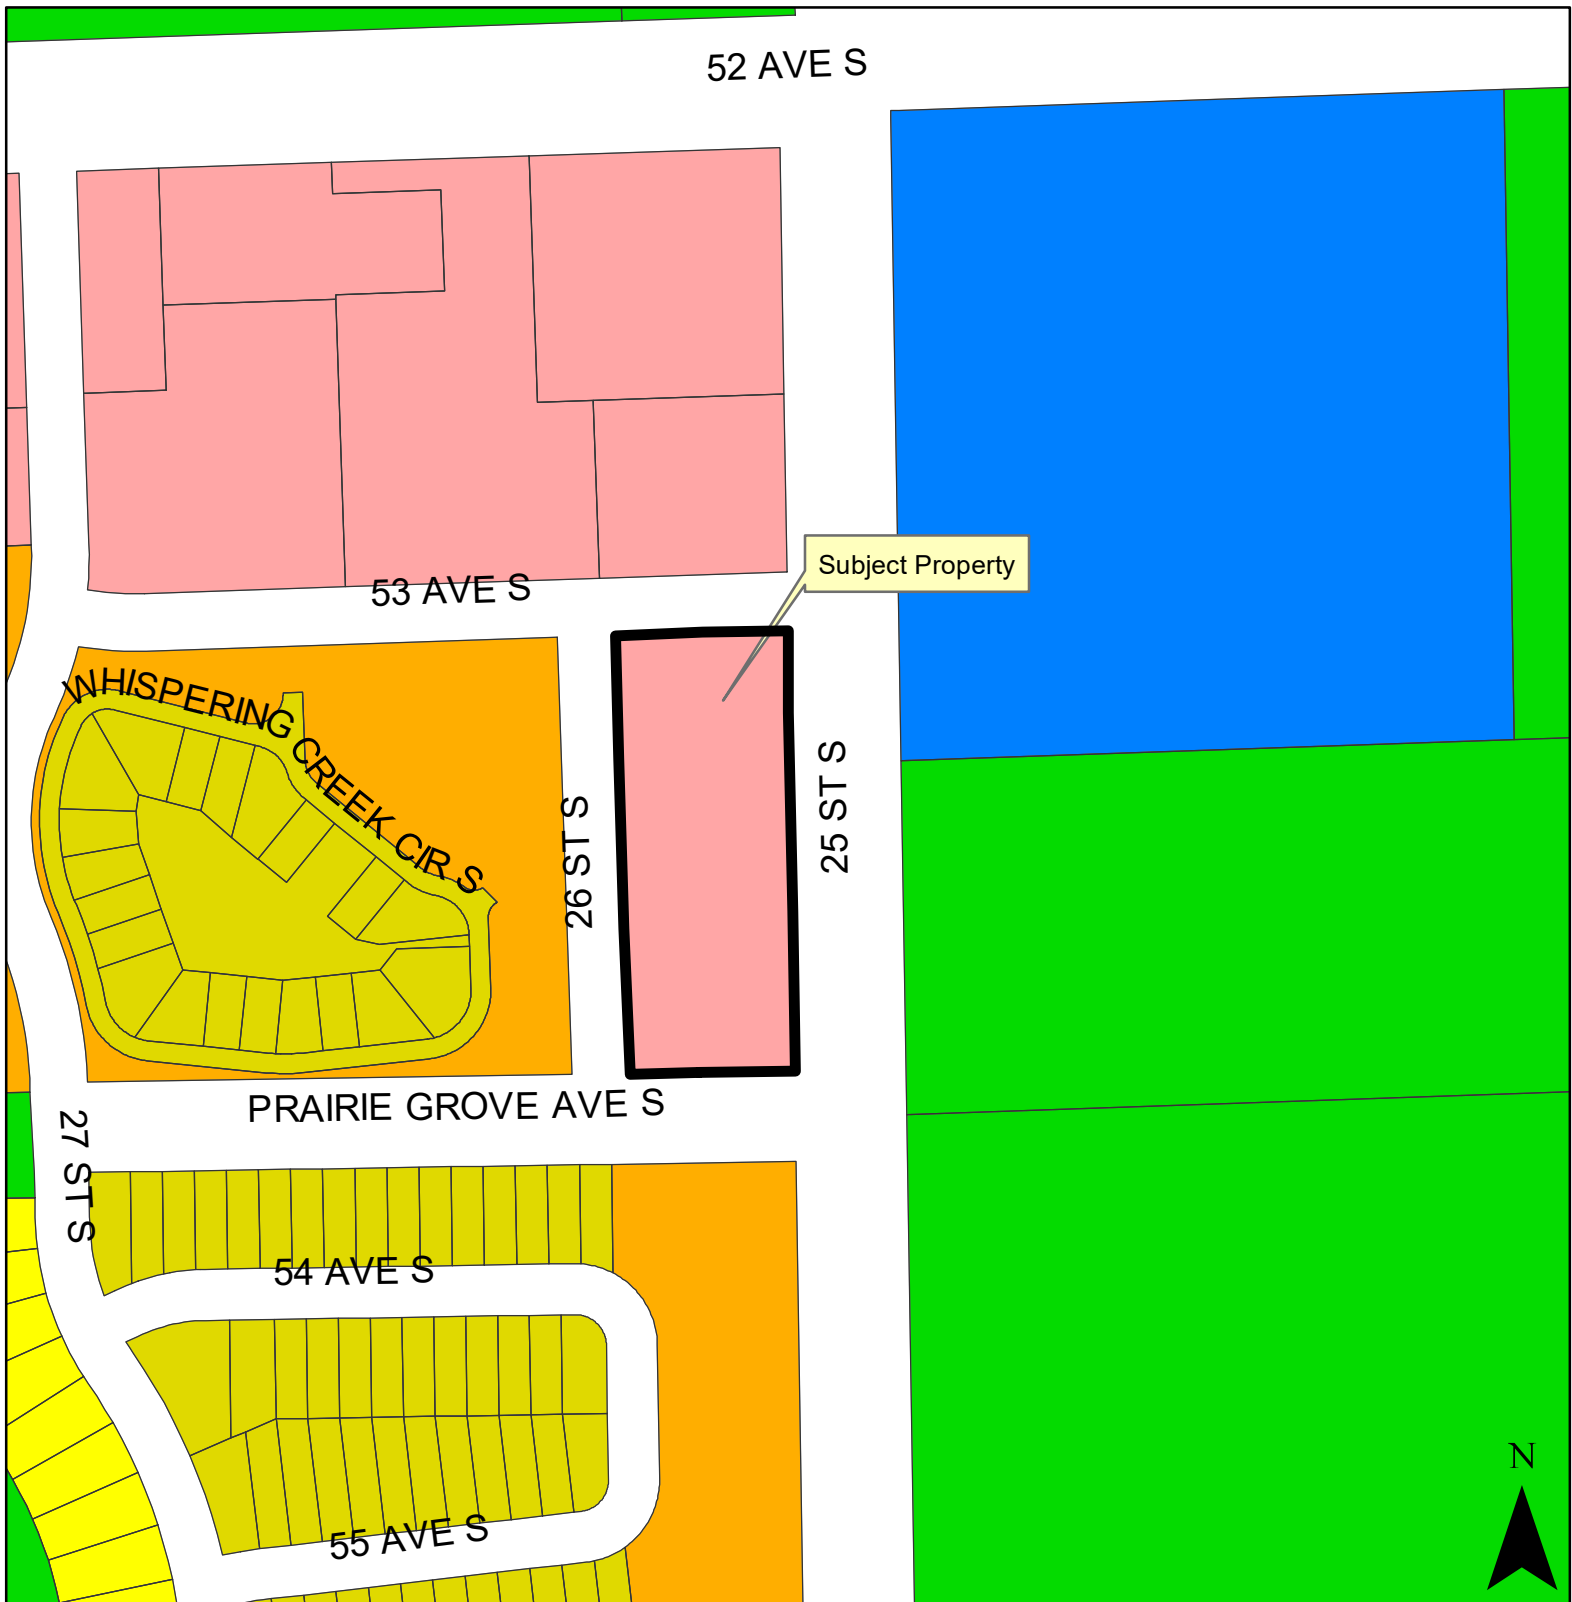 52 AVE S
Subject Property
53 AVE S
WHISPERING CREEK CIR S
26 ST S
25 ST S
PRAIRIE GROVE AVE S
27 ST S
54 AVE S
N
55 AVE S